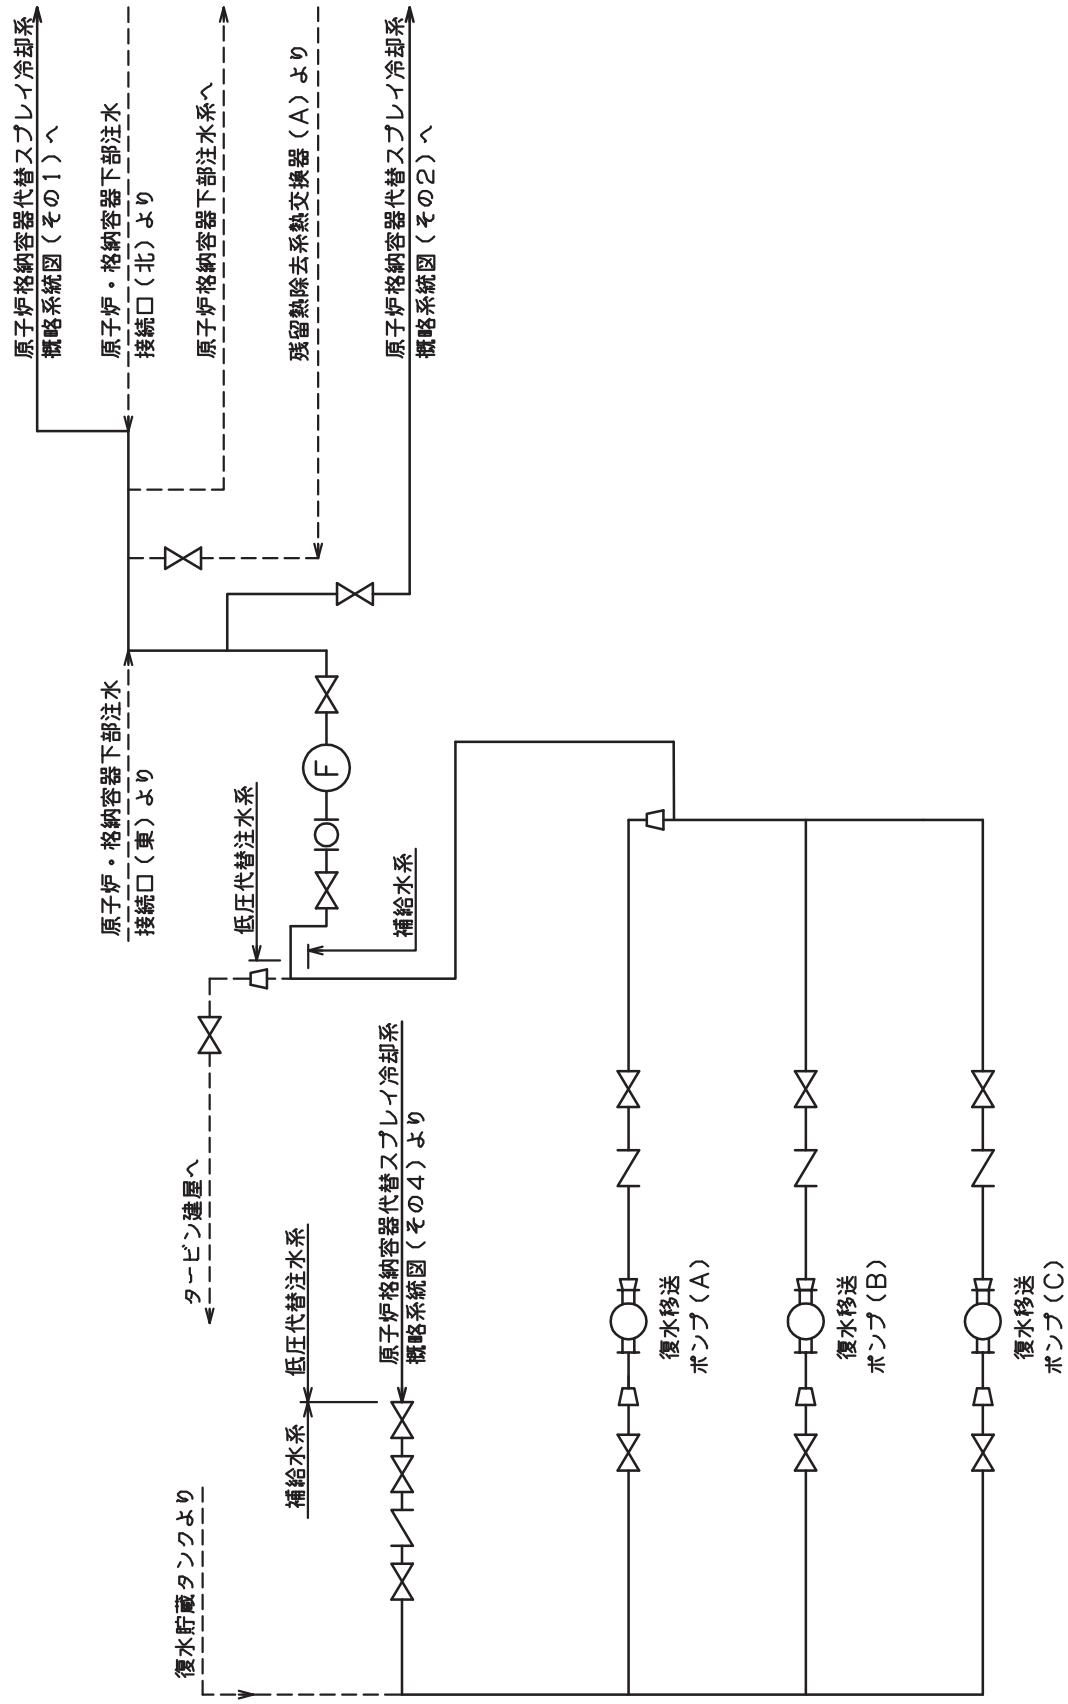 原子炉格納容器代替スプレイ冷却系
概略系統図(その1)へ
原子炉・格納容器下部注水
接続口(北)より
原子炉格納容器下部注水系へ
残留熱除去系熱交換器(A)より
原子炉格納容器代替スプレイ冷却系
概略系統図(その2)へ
原子炉・格納容器下部注水
接続口(東)より
F
低圧代替注水系
補給水系
タービン建屋へ
原子炉格納容器代替スプレイ冷却系
概略系統図(その4)より
低圧代替注水系
補給水系
復水貯蔵タンクより
復水移送
ポンプ(A)
復水移送
ポンプ(B)
復水移送
ポンプ(C)